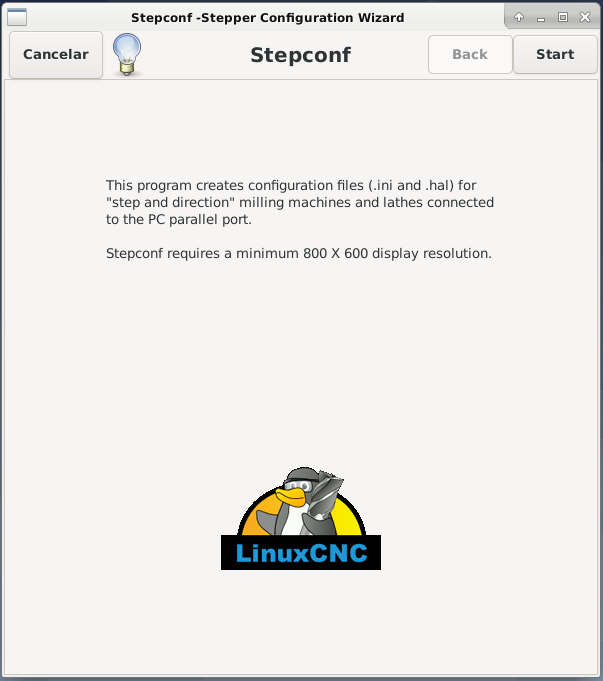 Stepconf -Stepper Configuration Wizard
Cancelar
Stepconf
Back
Start
This program creates configuration files (.ini and .hal) for
"step and direction" milling machines and lathes connected
to the PC parallel port.
Stepconf requires a minimum 800 X 600 display resolution.
LinuxCNC